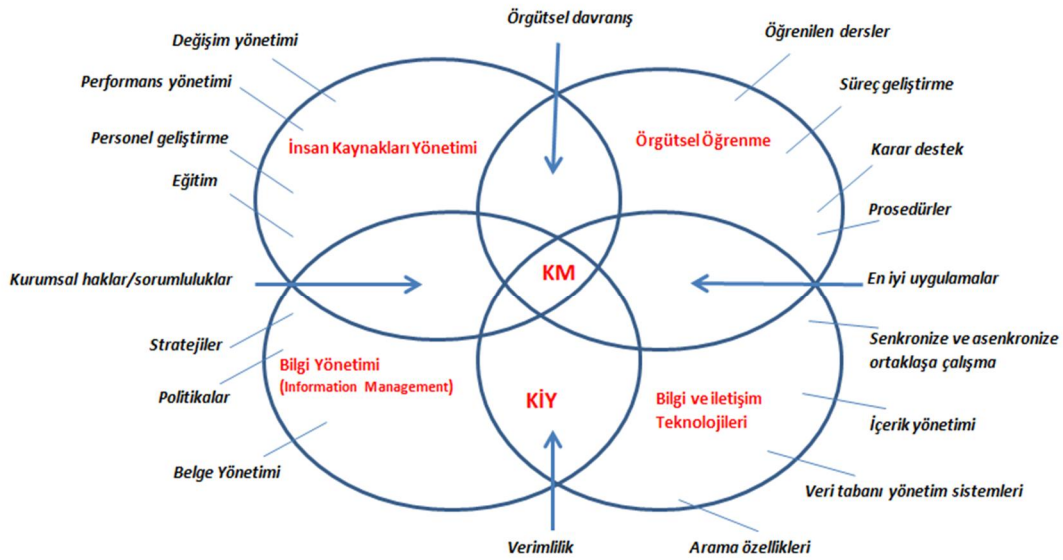 Örgütsel davranış
Değişim yönetimi
Öğrenilen dersler
Performans yönetimi
Süreç geliştirme
Personel geliştirme
İnsan Kaynakları Yönetimi
Örgütsel Öğrenme
Karar destek
Eğitim
Prosedürler
Kurumsal haklar/sorumluluklar
KM
En iyi uygulamalar
Stratejiler
Senkronize ve asenkronize
ortaklaşa çalışma
Bilgi Yönetimi
(Information Management)
Politikalar
KİY
Bilgi ve iletişim
Teknolojileri
İçerik yönetimi
Belge Yönetimi
Veri tabanı yönetim sistemleri
Verimlilik
Arama özellikleri